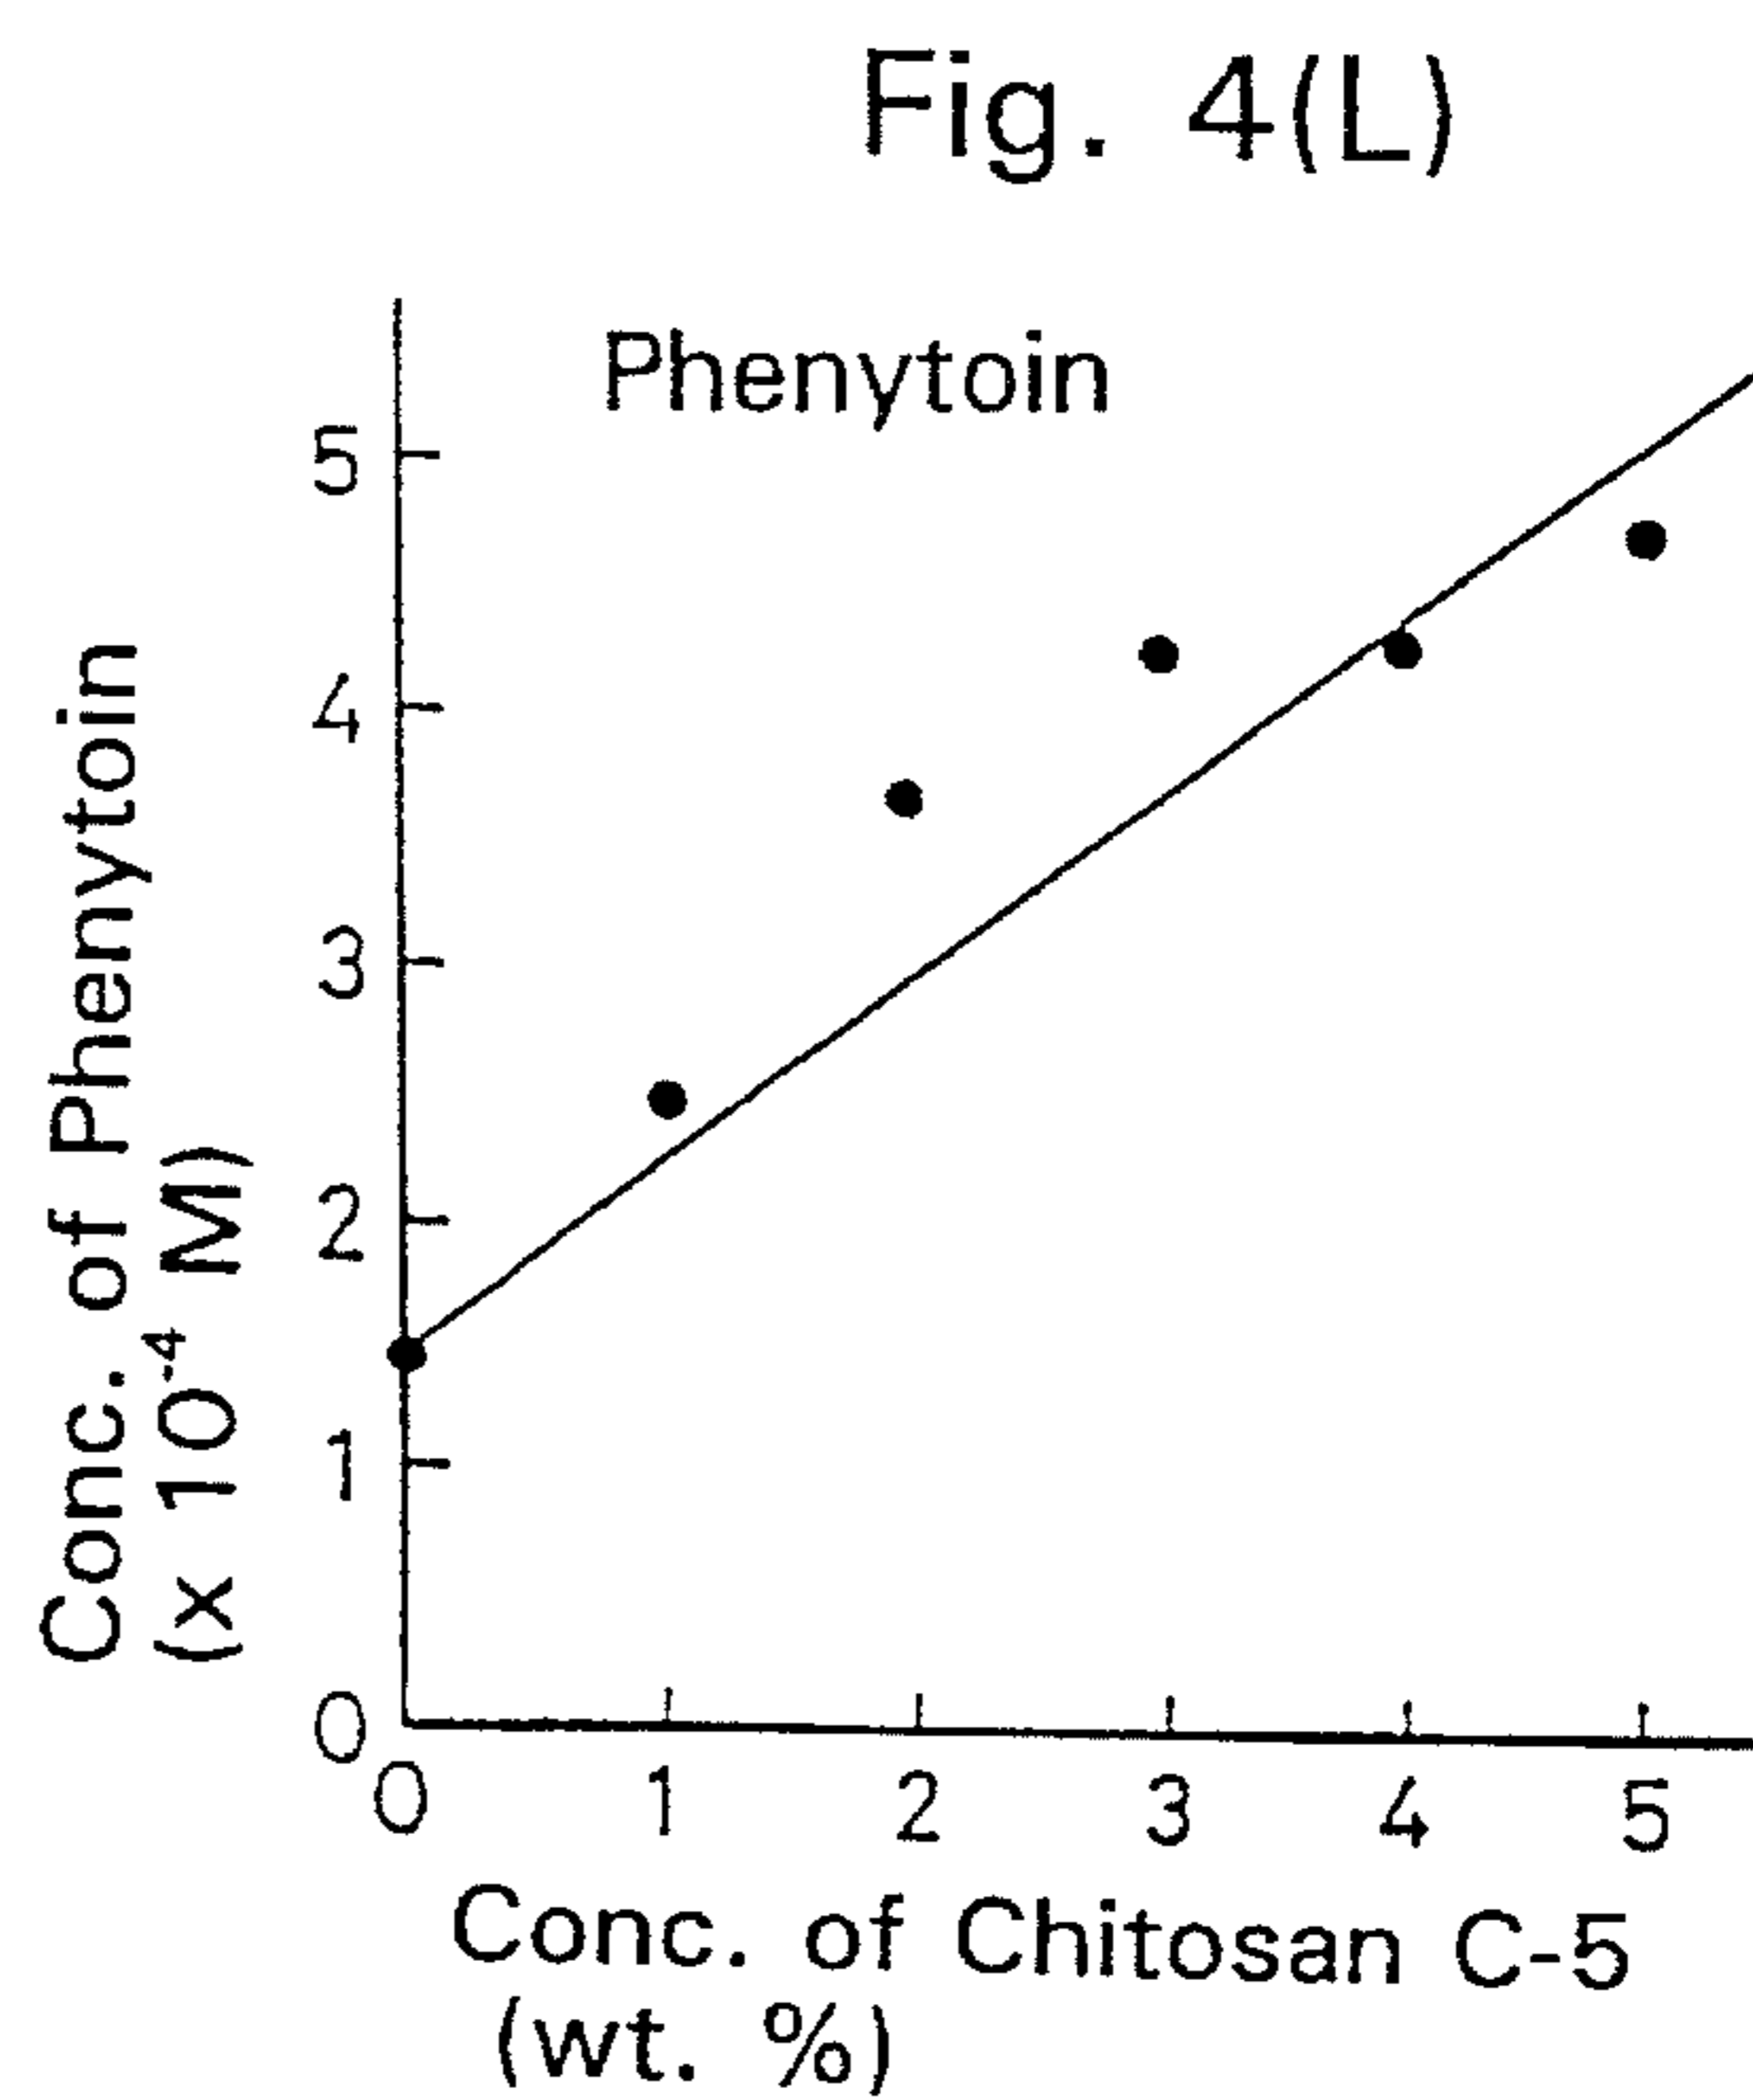 Fig. 4(L)
Phenytoin
5
4
3
2
1
0
Conc. of Phenytoin
(x 10⁻⁴ M)
0 1 2 3 4 5
Conc. of Chitosan C-5
(wt. %)